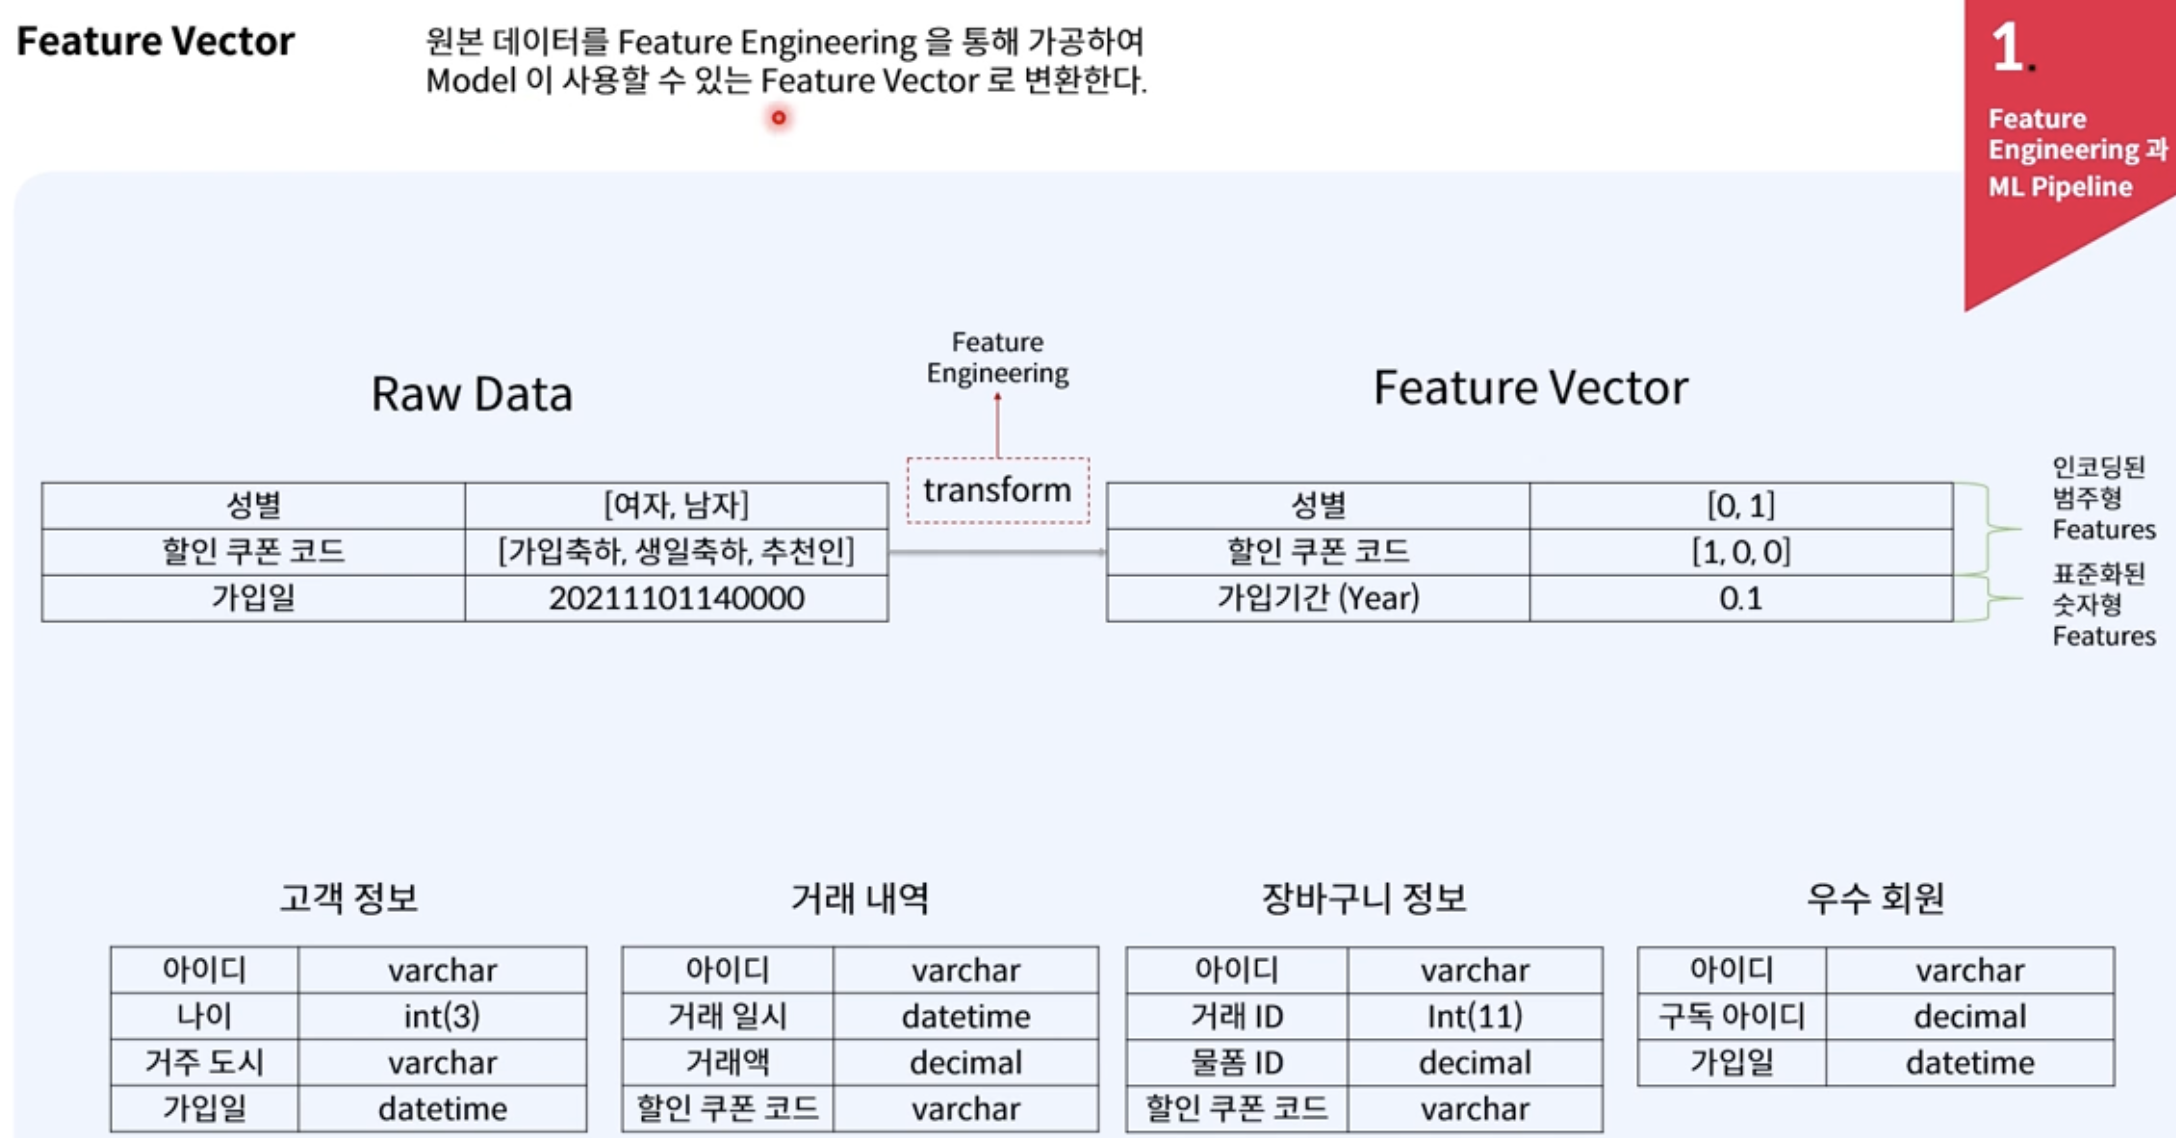 Feature Vector
원본 데이터를 Feature Engineering 을 통해 가공하여
Model 이 사용할 수 있는 Feature Vector 로 변환한다.
1.
Feature
Engineering 과
ML Pipeline
Raw Data
Feature
Engineering
transform
Feature Vector
성별 [여자, 남자]
할인 쿠폰 코드 [가입축하, 생일축하, 추천인]
가입일 20211101140000
성별 [0, 1]
할인 쿠폰 코드 [1, 0, 0]
가입기간 (Year) 0.1
인코딩된
범주형
Features
표준화된
숫자형
Features
고객 정보
아이디 varchar
나이 int(3)
거주 도시 varchar
가입일 datetime
거래 내역
아이디 varchar
거래 일시 datetime
거래액 decimal
할인 쿠폰 코드 varchar
장바구니 정보
아이디 varchar
거래 ID Int(11)
물폼 ID decimal
할인 쿠폰 코드 varchar
우수 회원
아이디 varchar
구독 아이디 decimal
가입일 datetime